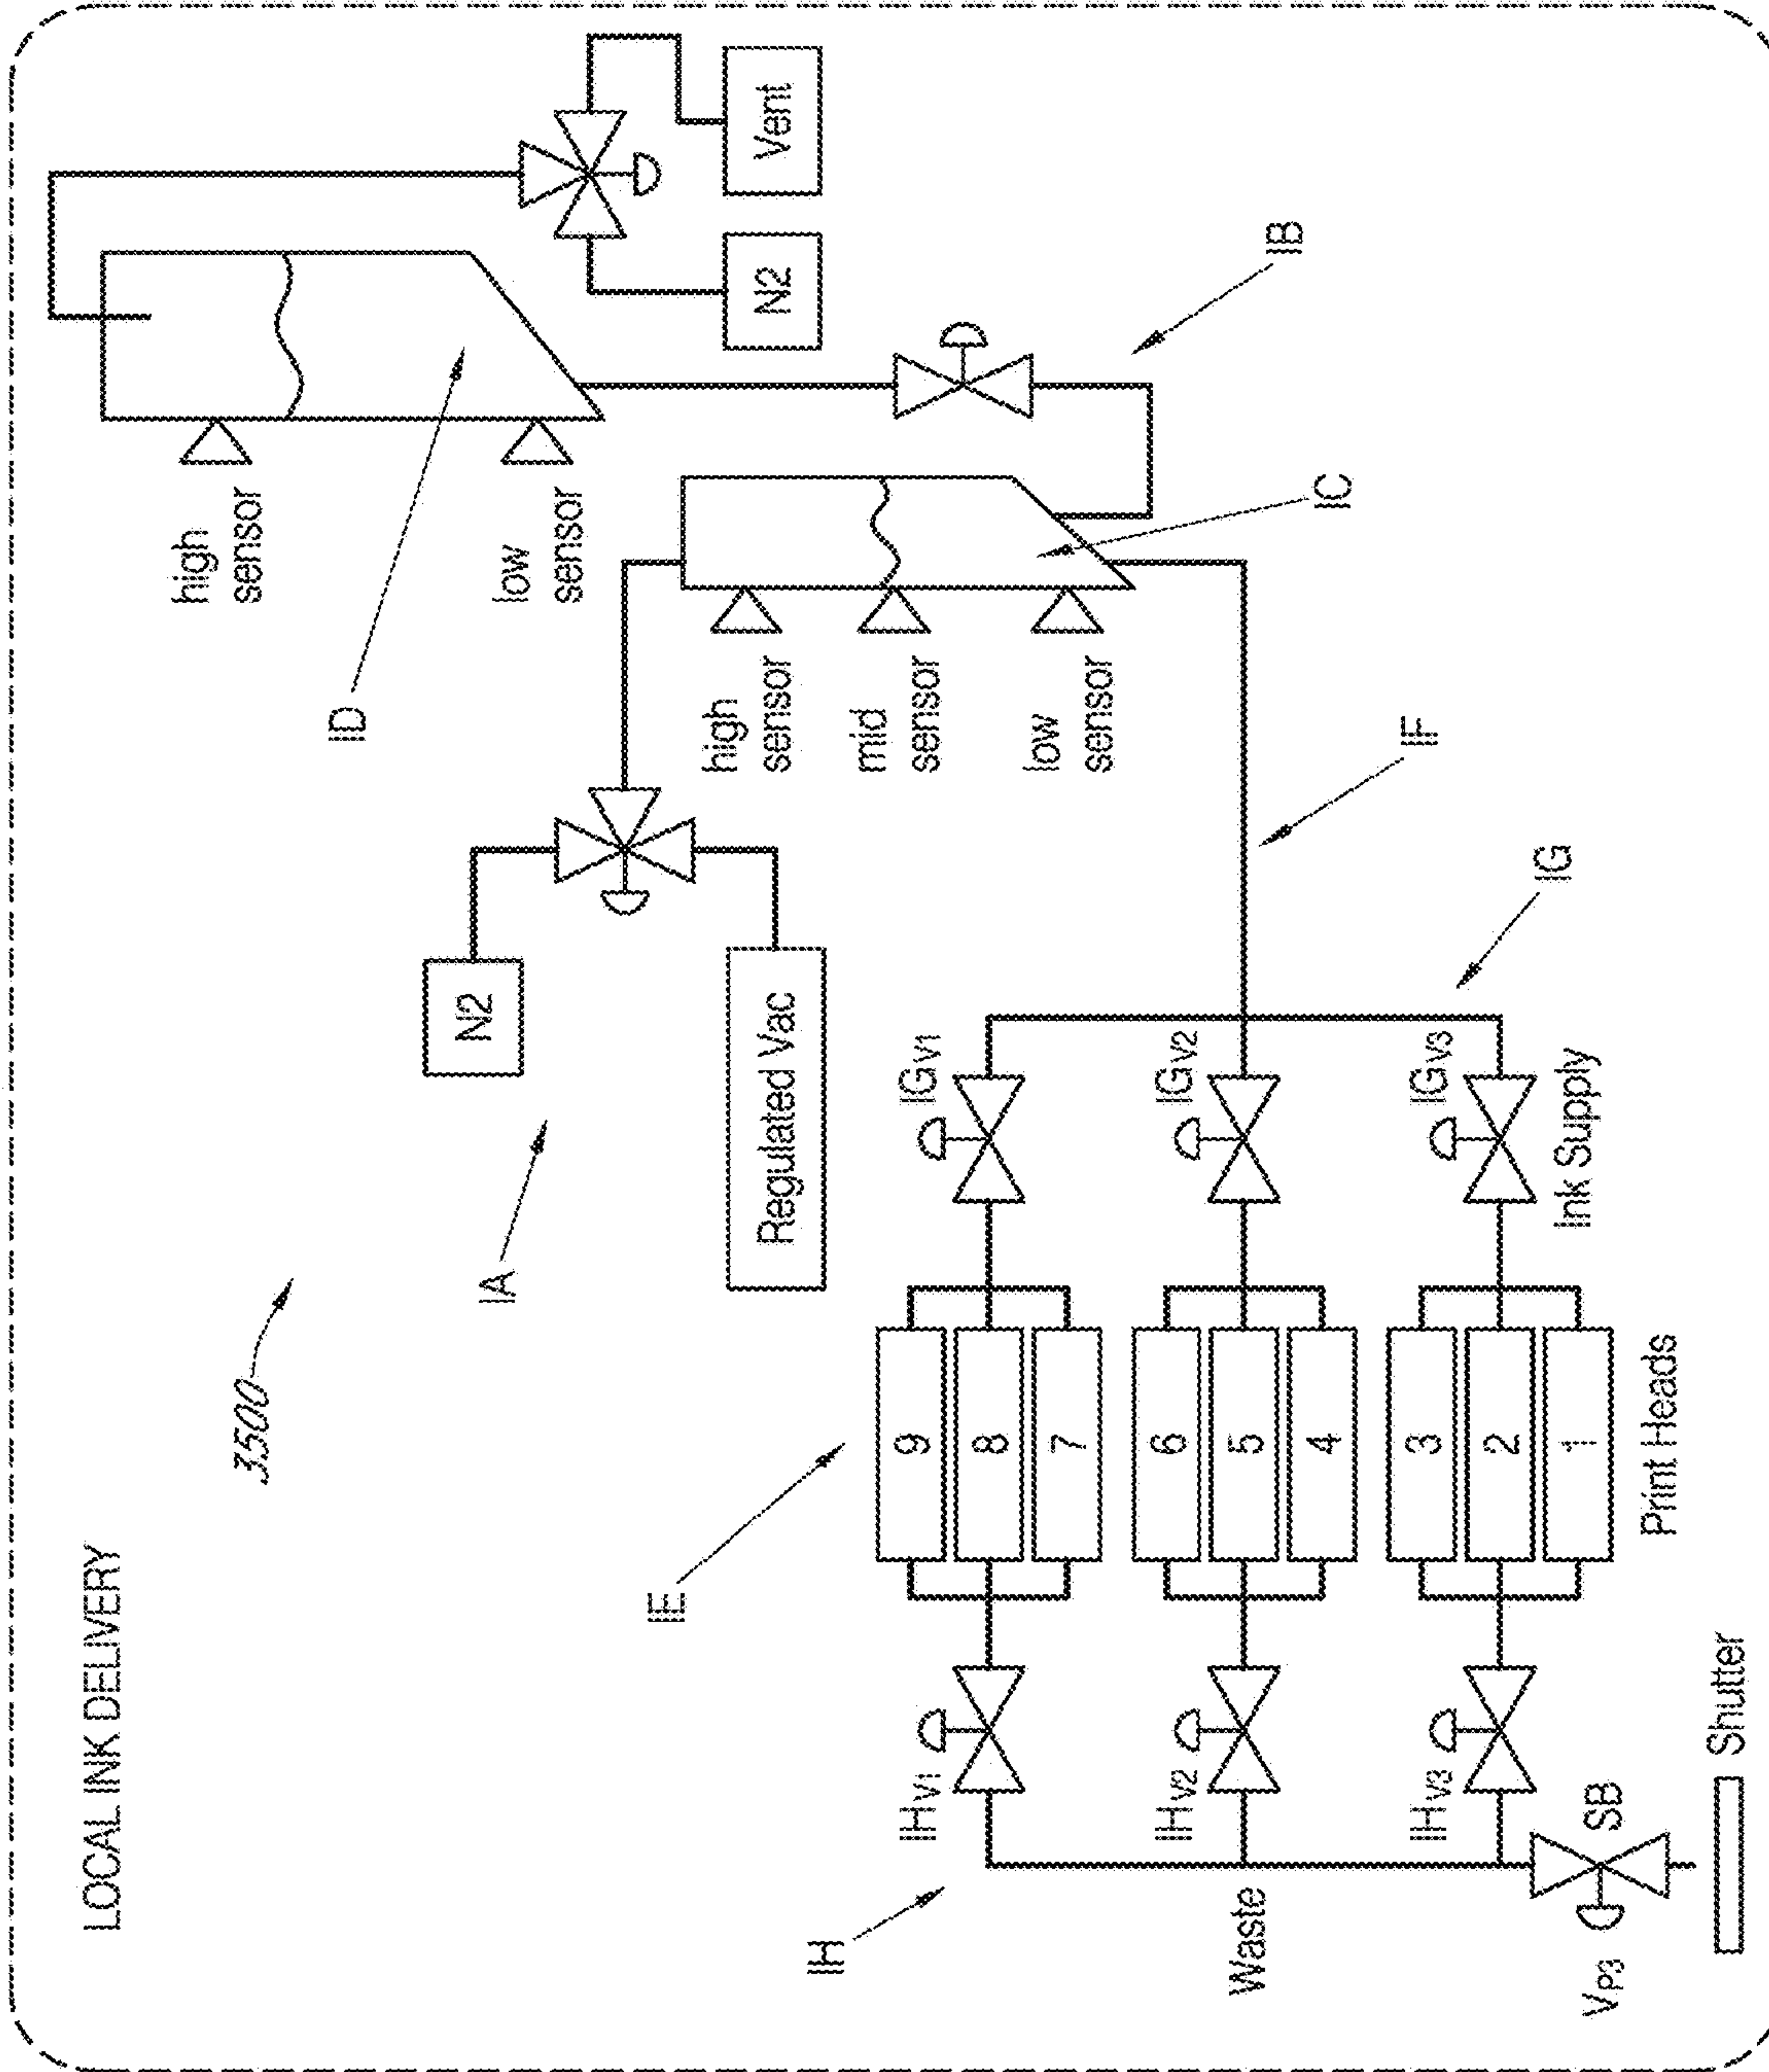 LOCAL INK DELIVERY
3500
high
sensor
low
sensor
ID
N2
Vent
IB
N2
IA
Regulated Vac
high
sensor
mid
sensor
low
sensor
IC
IF
IE
IG
IH
IHV1
9
8
7
IGV1
Waste
IHV2
6
5
4
IGV2
IHV3
3
2
1
IGV3
Print Heads
Ink Supply
VP3
SB
Shutter